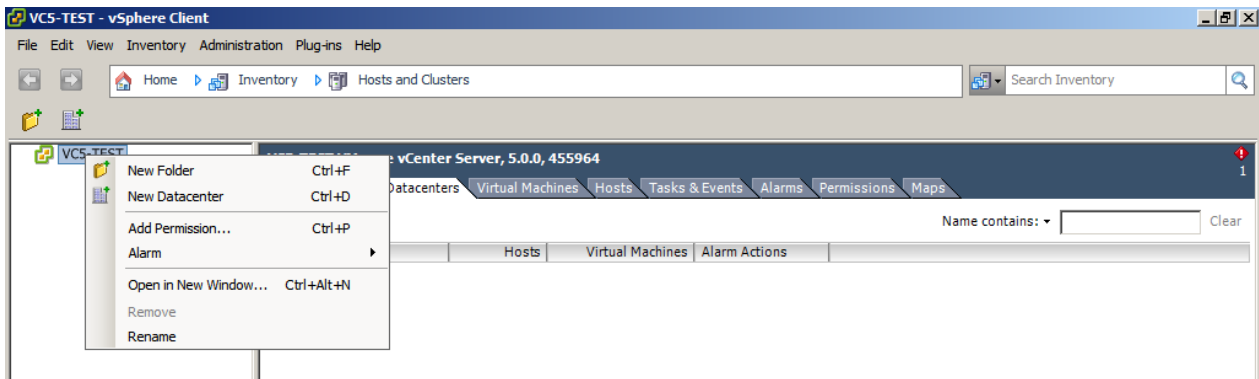 VC5-TEST - vSphere Client
File Edit View Inventory Administration Plug-ins Help
Home Inventory Hosts and Clusters Search Inventory
VC5-TEST
vCenter Server, 5.0.0, 455964
1
Datacenters Virtual Machines Hosts Tasks & Events Alarms Permissions Maps
Name contains: Clear
Hosts Virtual Machines Alarm Actions
New Folder Ctrl+F
New Datacenter Ctrl+D
Add Permission... Ctrl+P
Alarm
Open in New Window... Ctrl+Alt+N
Remove
Rename